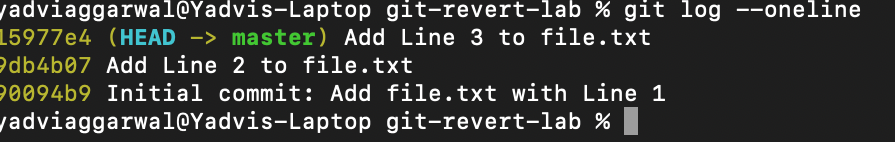 yadviaggarwal@Yadvis-Laptop git-revert-lab % git log --oneline
15977e4 (HEAD -> master) Add Line 3 to file.txt
9db4b07 Add Line 2 to file.txt
90094b9 Initial commit: Add file.txt with Line 1
yadviaggarwal@Yadvis-Laptop git-revert-lab %